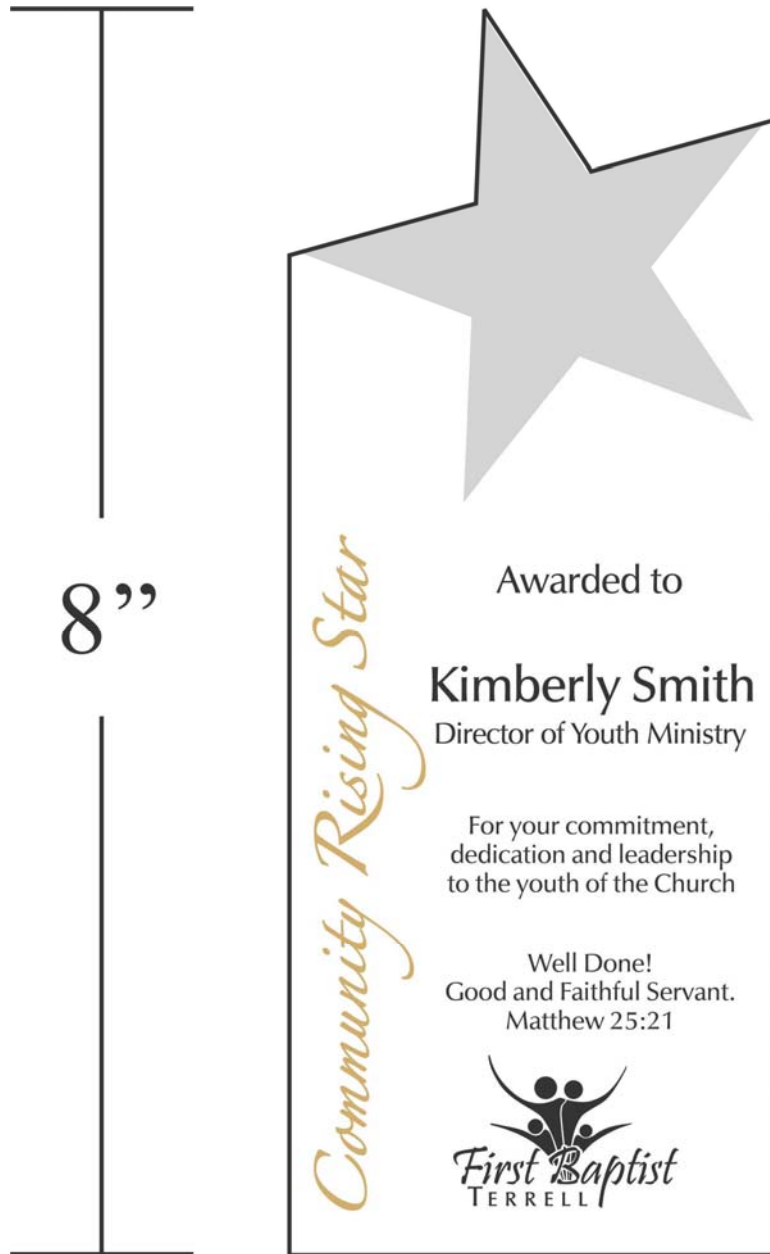 8”
Community Rising Star
Awarded to
Kimberly Smith
Director of Youth Ministry
For your commitment,
dedication and leadership
to the youth of the Church
Well Done!
Good and Faithful Servant.
Matthew 25:21
First Baptist
TERRELL